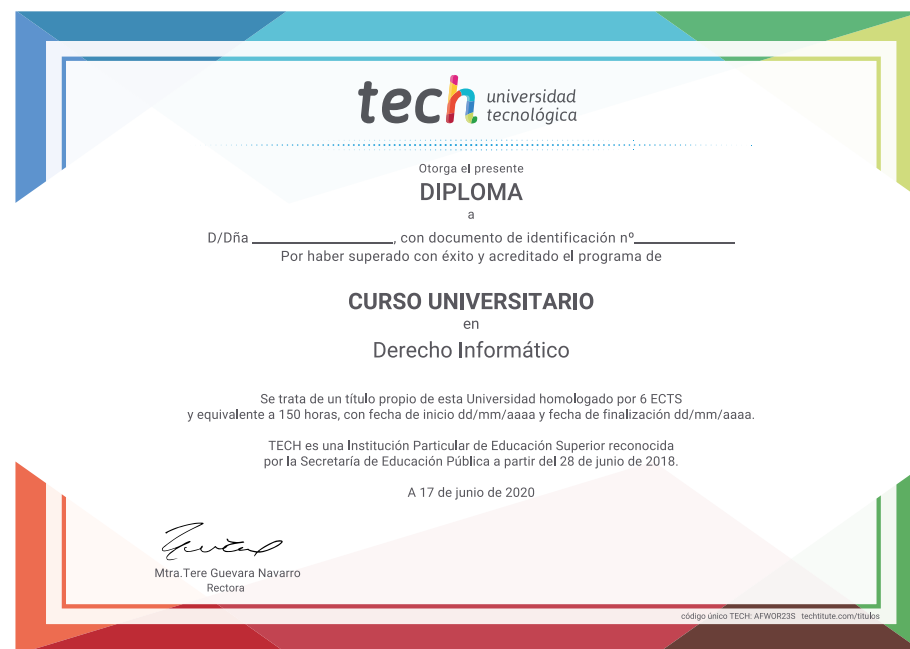 tech universidad
tecnológica
Otorga el presente
DIPLOMA
a
D/Dña ____________________, con documento de identificación nº______________
Por haber superado con éxito y acreditado el programa de
CURSO UNIVERSITARIO
en
Derecho Informático
Se trata de un título propio de esta Universidad homologado por 6 ECTS
y equivalente a 150 horas, con fecha de inicio dd/mm/aaaa y fecha de finalización dd/mm/aaaa.
TECH es una Institución Particular de Educación Superior reconocida
por la Secretaría de Educación Pública a partir del 28 de junio de 2018.
A 17 de junio de 2020
Mtra.Tere Guevara Navarro
Rectora
código único TECH: AFWOR23S techtitute.com/titulos